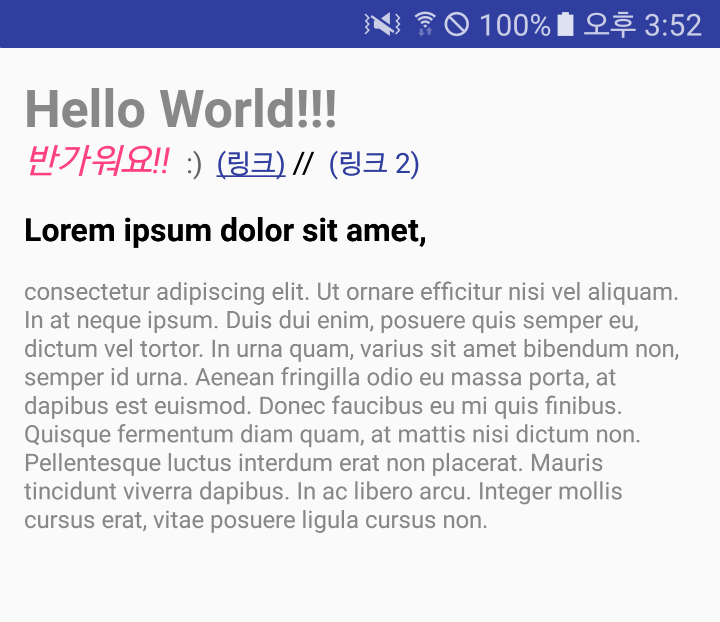 100% 오후 3:52
Hello World!!!
반가워요!! :) (링크) // (링크 2)
Lorem ipsum dolor sit amet,
consectetur adipiscing elit. Ut ornare efficitur nisi vel aliquam.
In at neque ipsum. Duis dui enim, posuere quis semper eu,
dictum vel tortor. In urna quam, varius sit amet bibendum non,
semper id urna. Aenean fringilla odio eu massa porta, at
dapibus est euismod. Donec faucibus eu mi quis finibus.
Quisque fermentum diam quam, at mattis nisi dictum non.
Pellentesque luctus interdum erat non placerat. Mauris
tincidunt viverra dapibus. In ac libero arcu. Integer mollis
cursus erat, vitae posuere ligula cursus non.